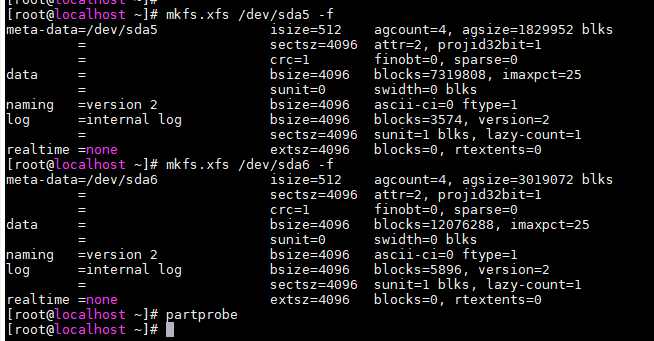 [root@localhost ~]#
[root@localhost ~]# mkfs.xfs /dev/sda5 -f
meta-data=/dev/sda5              isize=512    agcount=4, agsize=1829952 blks
         =                       sectsz=4096  attr=2, projid32bit=1
         =                       crc=1        finobt=0, sparse=0
data     =                       bsize=4096   blocks=7319808, imaxpct=25
         =                       sunit=0      swidth=0 blks
naming   =version 2              bsize=4096   ascii-ci=0 ftype=1
log      =internal log           bsize=4096   blocks=3574, version=2
         =                       sectsz=4096  sunit=1 blks, lazy-count=1
realtime =none                   extsz=4096   blocks=0, rtextents=0
[root@localhost ~]# mkfs.xfs /dev/sda6 -f
meta-data=/dev/sda6              isize=512    agcount=4, agsize=3019072 blks
         =                       sectsz=4096  attr=2, projid32bit=1
         =                       crc=1        finobt=0, sparse=0
data     =                       bsize=4096   blocks=12076288, imaxpct=25
         =                       sunit=0      swidth=0 blks
naming   =version 2              bsize=4096   ascii-ci=0 ftype=1
log      =internal log           bsize=4096   blocks=5896, version=2
         =                       sectsz=4096  sunit=1 blks, lazy-count=1
realtime =none                   extsz=4096   blocks=0, rtextents=0
[root@localhost ~]# partprobe
[root@localhost ~]#